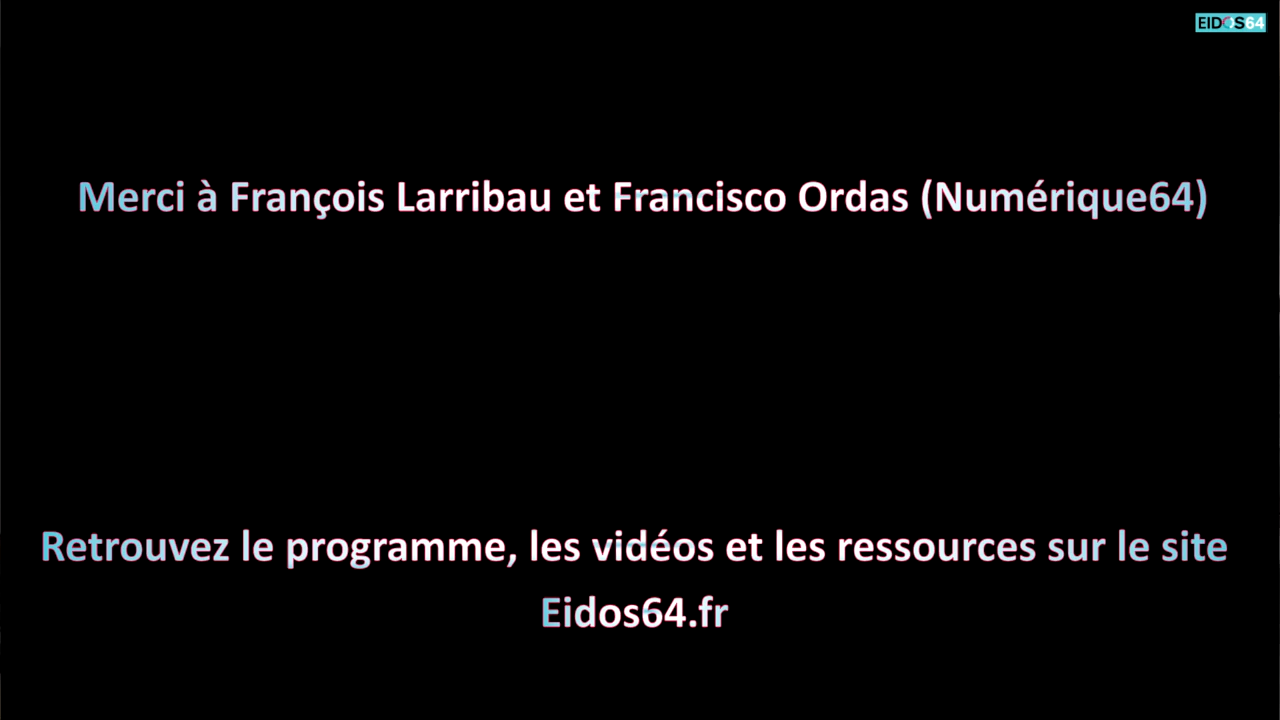 EIDOS64
Merci à François Larribau et Francisco Ordas (Numérique64)
Retrouvez le programme, les vidéos et les ressources sur le site
Eidos64.fr